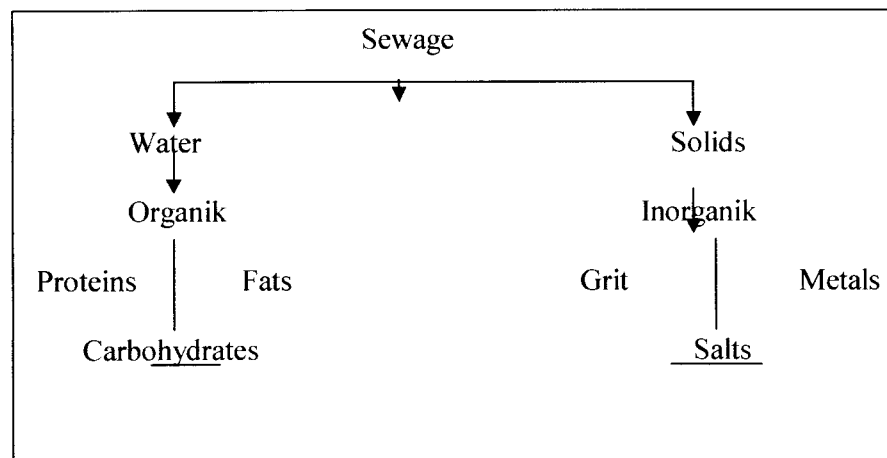 Sewage
Water Solids
Organik Inorganik
Proteins Fats Grit Metals
Carbohydrates Salts